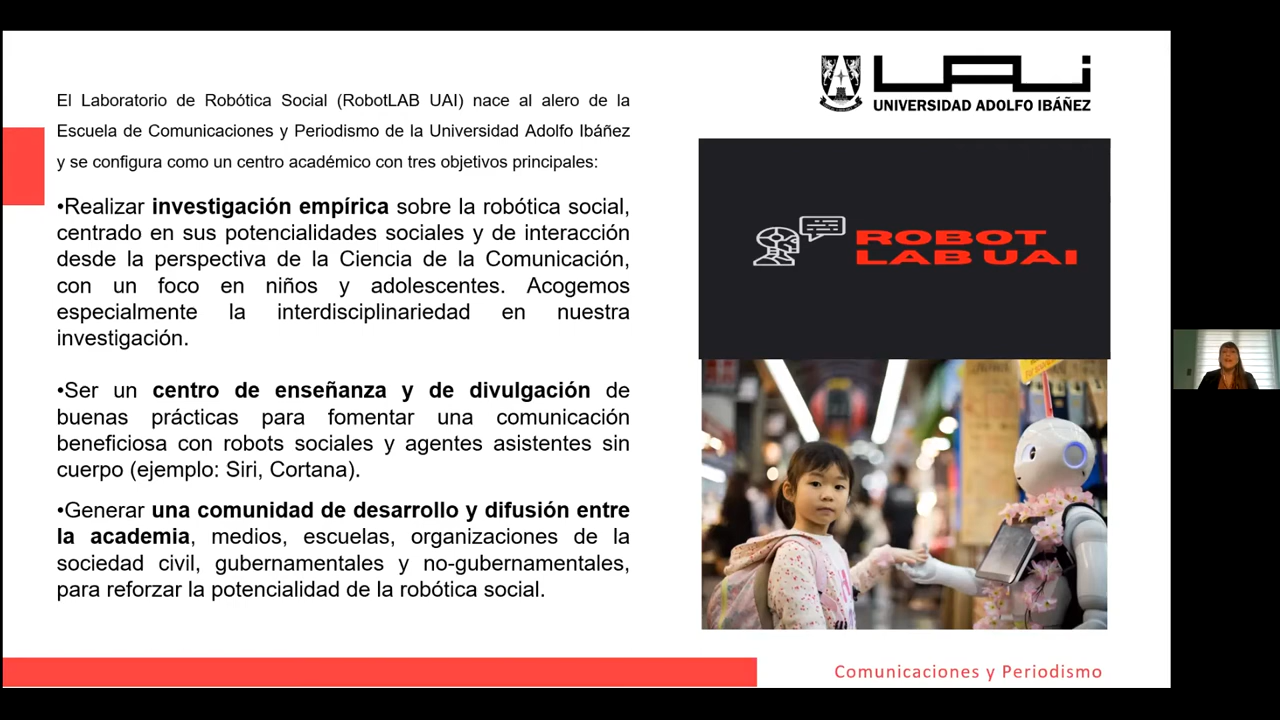 El Laboratorio de Robótica Social (RobotLAB UAI) nace al alero de la
Escuela de Comunicaciones y Periodismo de la Universidad Adolfo Ibáñez
y se configura como un centro académico con tres objetivos principales:
•Realizar investigación empírica sobre la robótica social,
centrado en sus potencialidades sociales y de interacción
desde la perspectiva de la Ciencia de la Comunicación,
con un foco en niños y adolescentes. Acogemos
especialmente la interdisciplinariedad en nuestra
investigación.
•Ser un centro de enseñanza y de divulgación de
buenas prácticas para fomentar una comunicación
beneficiosa con robots sociales y agentes asistentes sin
cuerpo (ejemplo: Siri, Cortana).
•Generar una comunidad de desarrollo y difusión entre
la academia, medios, escuelas, organizaciones de la
sociedad civil, gubernamentales y no-gubernamentales,
para reforzar la potencialidad de la robótica social.
UAi
UNIVERSIDAD ADOLFO IBÁÑEZ
ROBOT
LAB UAI
Comunicaciones y Periodismo